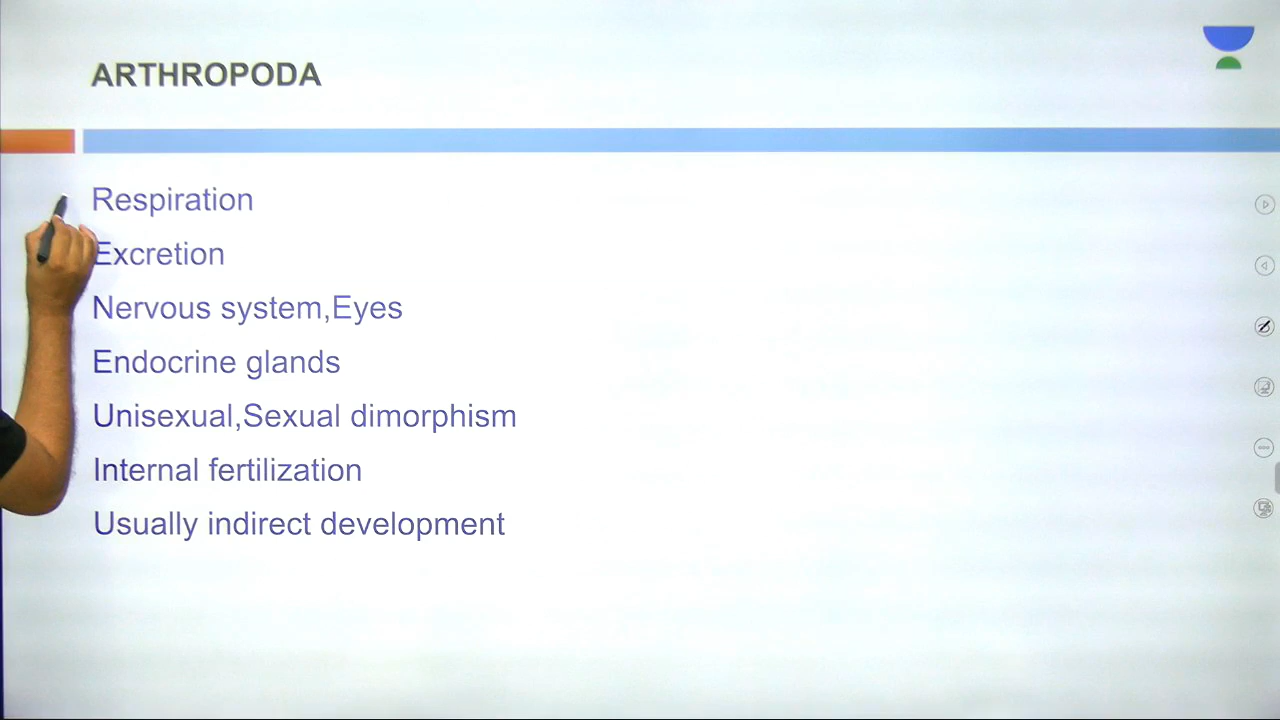 ARTHROPODA
Respiration
Excretion
Nervous system,Eyes
Endocrine glands
Unisexual,Sexual dimorphism
Internal fertilization
Usually indirect development